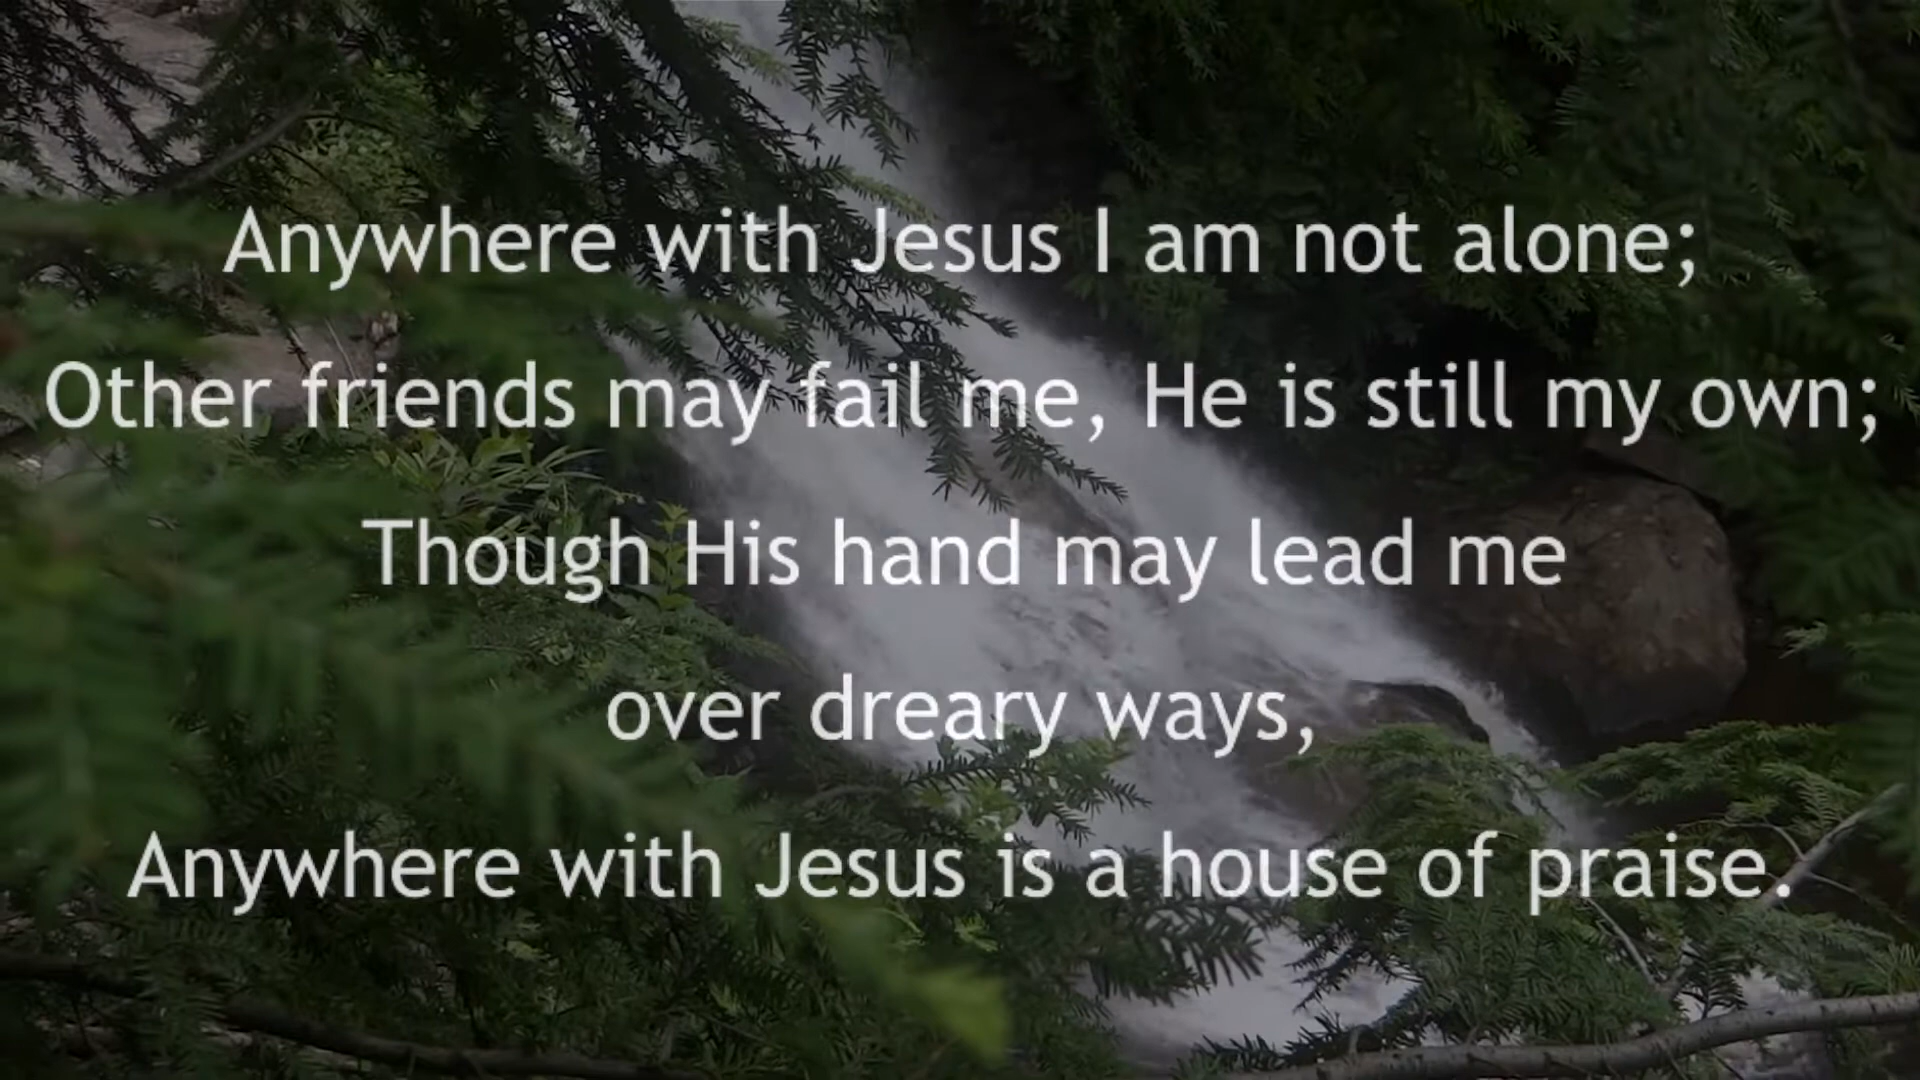 Anywhere with Jesus I am not alone;
Other friends may fail me, He is still my own;
Though His hand may lead me
over dreary ways,
Anywhere with Jesus is a house of praise.